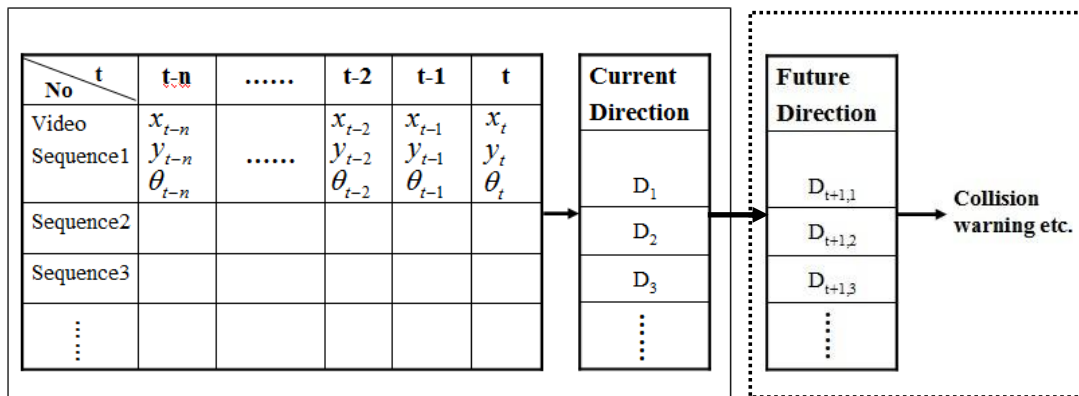 t
No
t-n
......
t-2
t-1
t
Video
Sequence1
x_{t-n}
y_{t-n}
θ_{t-n}
......
x_{t-2}
y_{t-2}
θ_{t-2}
x_{t-1}
y_{t-1}
θ_{t-1}
x_t
y_t
θ_t
Sequence2
Sequence3
Current
Direction
D_1
D_2
D_3
Future
Direction
D_{t+1,1}
D_{t+1,2}
D_{t+1,3}
Collision
warning etc.